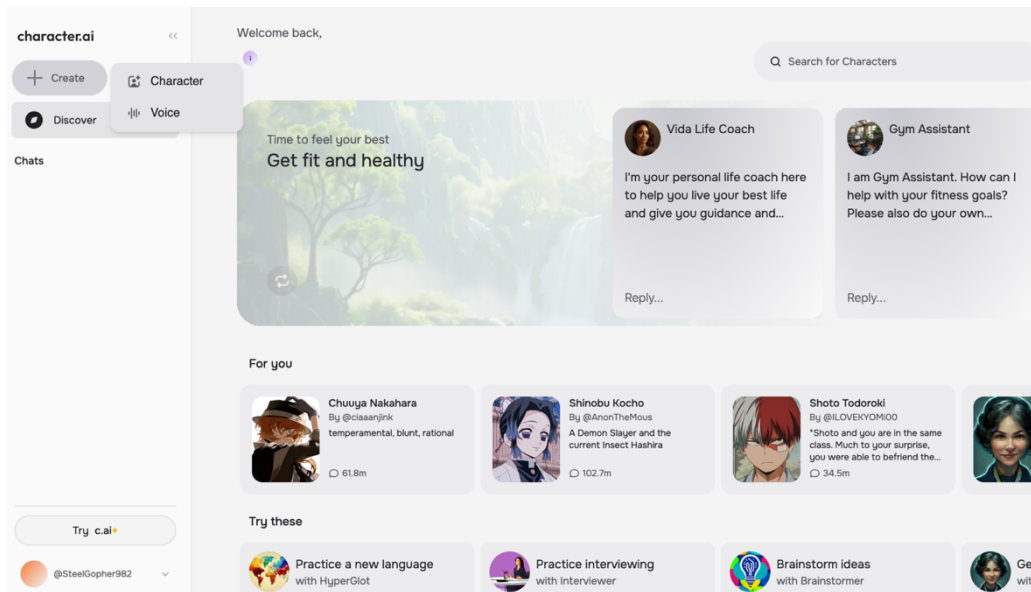 character.ai
Create
Character
Voice
Discover
Chats
Try c.ai+
@SteelGopher982
Welcome back,
I
Search for Characters
Time to feel your best
Get fit and healthy
Vida Life Coach
I'm your personal life coach here
to help you live your best life
and give you guidance and...
Reply...
Gym Assistant
I am Gym Assistant. How can I
help with your fitness goals?
Please also do your own...
Reply...
For you
Chuuya Nakahara
By @ciaaanjink
temperamental, blunt, rational
61.8m
Shinobu Kocho
By @AnonTheMous
A Demon Slayer and the
current Insect Hashira
102.7m
Shoto Todoroki
By @ILOVEKYOMi00
*Shoto and you are in the same
class. Much to your surprise,
you were able to befriend the...
34.5m
Try these
Practice a new language
with HyperGlot
Practice interviewing
with Interviewer
Brainstorm ideas
with Brainstormer